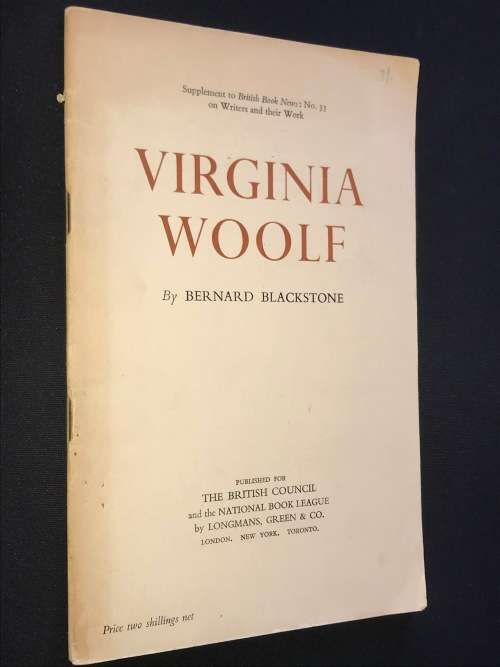 Supplement to British Book News: No. 33
on Writers and their Work
VIRGINIA
WOOLF
By BERNARD BLACKSTONE
PUBLISHED FOR
THE BRITISH COUNCIL
and the NATIONAL BOOK LEAGUE
by LONGMANS, GREEN & CO.
LONDON. NEW YORK. TORONTO.
Price two shillings net